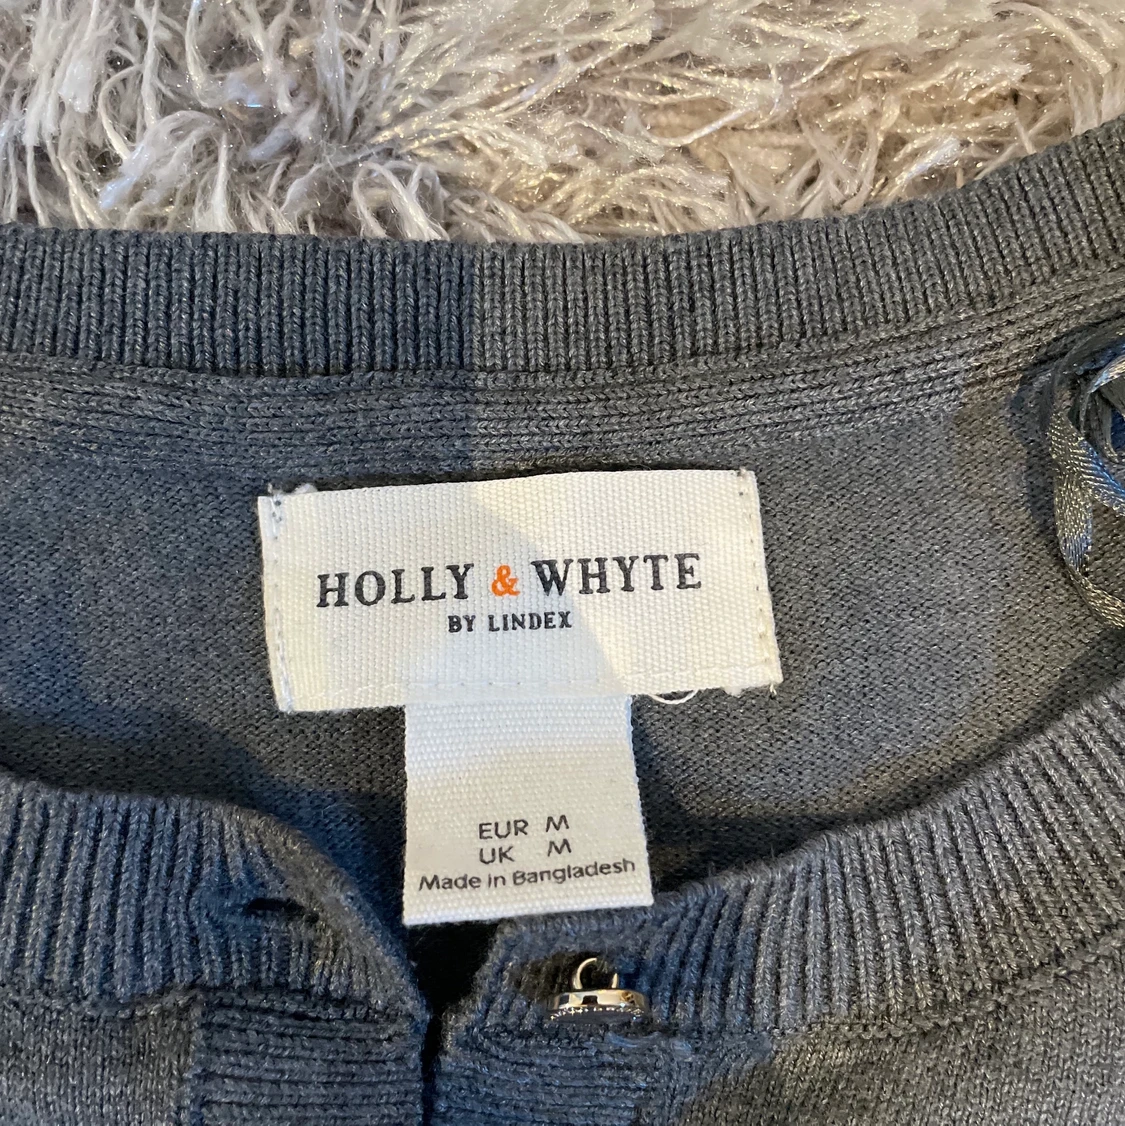 HOLLY & WHYTE
BY LINDEX
EUR M
UK M
Made in Bangladesh